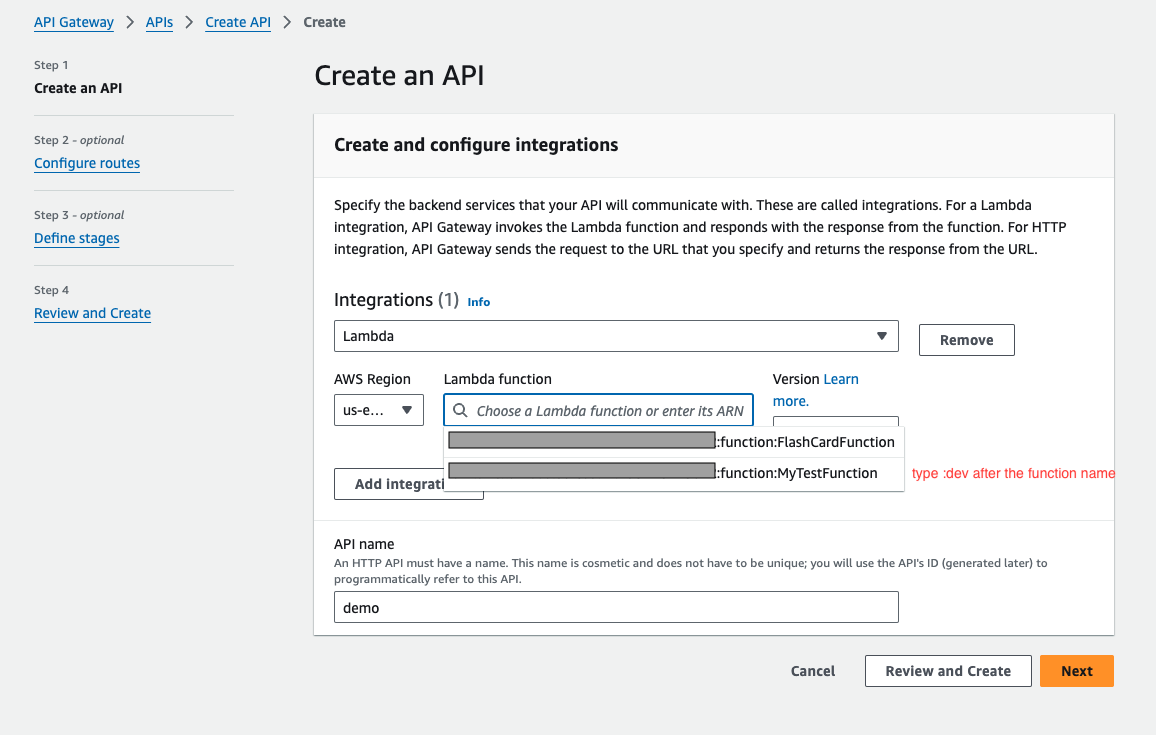 API Gateway > APIs > Create API > Create
Step 1
Create an API
Step 2 - optional
Configure routes
Step 3 - optional
Define stages
Step 4
Review and Create
Create an API
Create and configure integrations
Specify the backend services that your API will communicate with. These are called integrations. For a Lambda
integration, API Gateway invokes the Lambda function and responds with the response from the function. For HTTP
integration, API Gateway sends the request to the URL that you specify and returns the response from the URL.
Integrations (1) Info
Lambda
Remove
AWS Region
Lambda function
Version Learn
more.
us-e...
Choose a Lambda function or enter its ARN
:function:FlashCardFunction
:function:MyTestFunction
type :dev after the function name
Add integrati
API name
An HTTP API must have a name. This name is cosmetic and does not have to be unique; you will use the API's ID (generated later) to
programmatically refer to this API.
demo
Cancel
Review and Create
Next